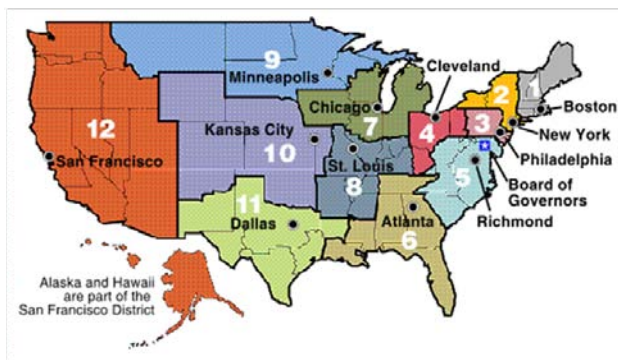 9
Minneapolis
Cleveland
1
2
Boston
Chicago
7
3
12
Kansas City
4
New York
10
San Francisco
St. Louis
Philadelphia
5
Board of
Governors
8
11
Atlanta
Richmond
Dallas
6
Alaska and Hawaii
are part of the
San Francisco District